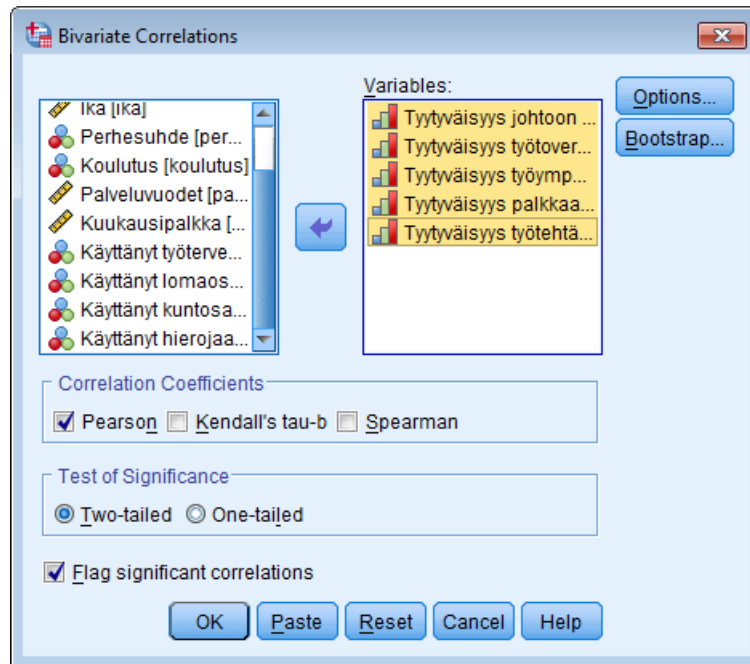 Bivariate Correlations
Variables:
Ikä [ikä]
Perhesuhde [per...
Koulutus [koulutus]
Palveluvuodet [pa...
Kuukausipalkka [...
Käyttänyt työterve...
Käyttänyt lomaos...
Käyttänyt kuntosa...
Käyttänyt hierojaa...
Tyytyväisyys johtoon ...
Tyytyväisyys työtover...
Tyytyväisyys työymp...
Tyytyväisyys palkkaa...
Tyytyväisyys työtehtä...
Options...
Bootstrap...
Correlation Coefficients
Pearson Kendall's tau-b Spearman
Test of Significance
Two-tailed One-tailed
Flag significant correlations
OK Paste Reset Cancel Help